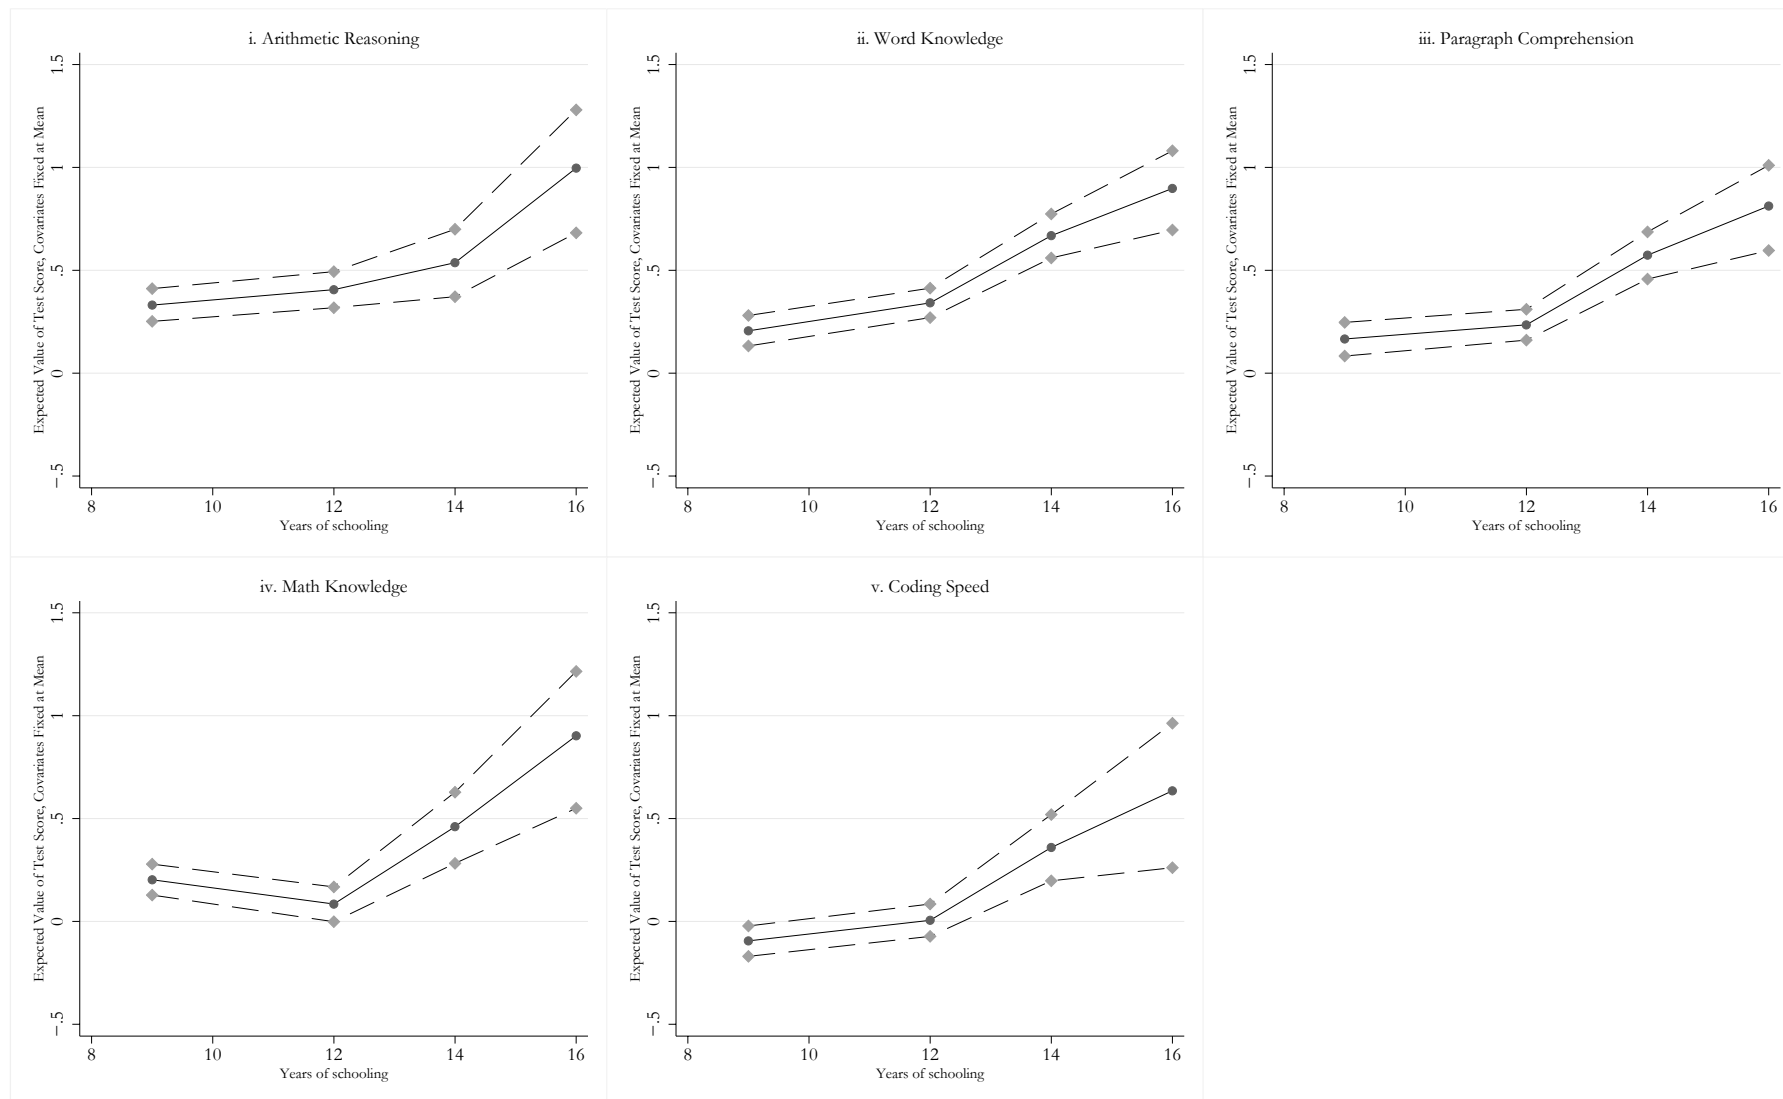 i. Arithmetic Reasoning
Expected Value of Test Score, Covariates Fixed at Mean
1.5
1
.5
0
−.5
8 10 12 14 16
Years of schooling
ii. Word Knowledge
Expected Value of Test Score, Covariates Fixed at Mean
1.5
1
.5
0
−.5
8 10 12 14 16
Years of schooling
iii. Paragraph Comprehension
Expected Value of Test Score, Covariates Fixed at Mean
1.5
1
.5
0
−.5
8 10 12 14 16
Years of schooling
iv. Math Knowledge
Expected Value of Test Score, Covariates Fixed at Mean
1.5
1
.5
0
−.5
8 10 12 14 16
Years of schooling
v. Coding Speed
Expected Value of Test Score, Covariates Fixed at Mean
1.5
1
.5
0
−.5
8 10 12 14 16
Years of schooling